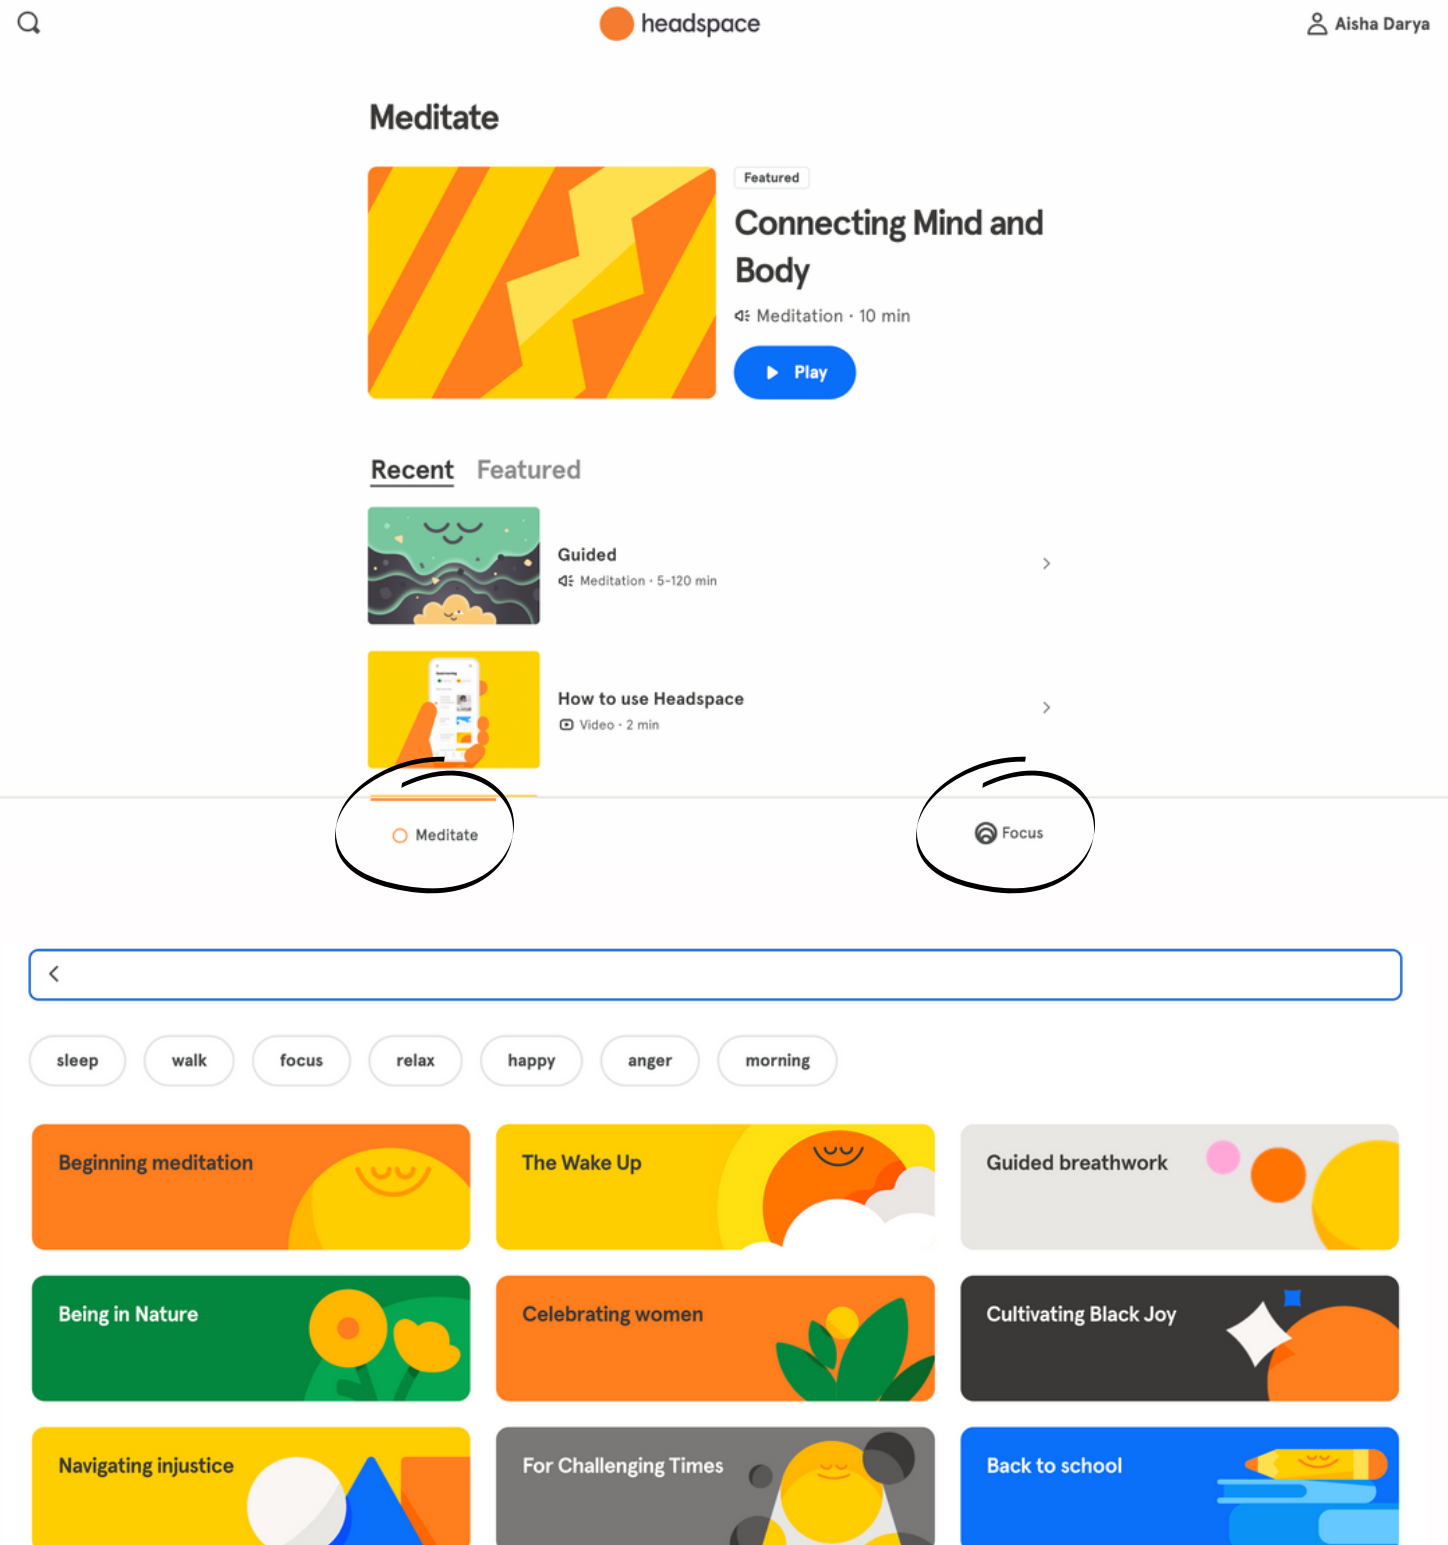 headspace
Aisha Darya
Meditate
Featured
Connecting Mind and
Body
Meditation · 10 min
Play
Recent Featured
Guided
Meditation · 5-120 min
How to use Headspace
Video · 2 min
Meditate
Focus
sleep
walk
focus
relax
happy
anger
morning
Beginning meditation
The Wake Up
Guided breathwork
Being in Nature
Celebrating women
Cultivating Black Joy
Navigating injustice
For Challenging Times
Back to school